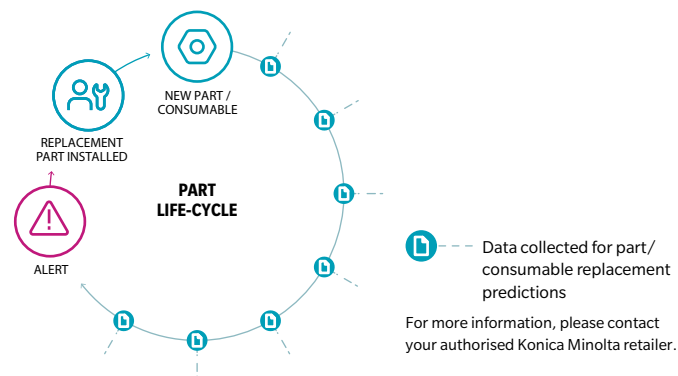 NEW PART /
CONSUMABLE
REPLACEMENT
PART INSTALLED
PART
LIFE-CYCLE
ALERT
Data collected for part/
consumable replacement
predictions
For more information, please contact
your authorised Konica Minolta retailer.